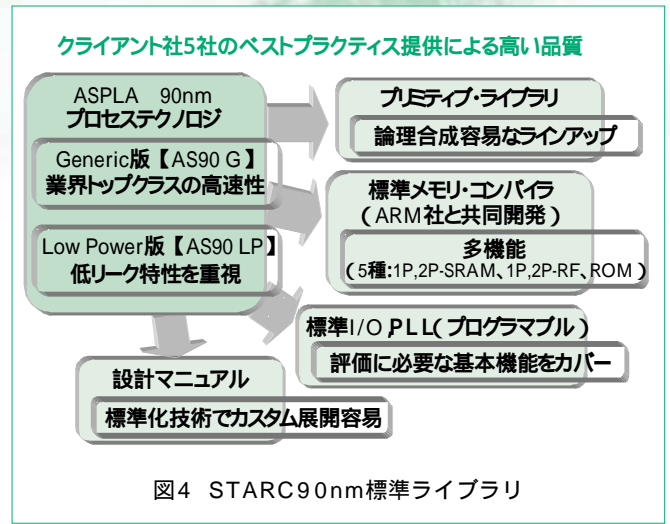 クライアント社5社のベストプラクティス提供による高い品質
ASPLA 90nm
プロセステクノロジ
Generic版【AS90 G】
業界トップクラスの高速性
Low Power版【AS90 LP】
低リーク特性を重視
プリミティブ・ライブラリ
論理合成容易なラインアップ
標準メモリ・コンパイラ
(ARM社と共同開発)
多機能
(5種:1P,2P-SRAM、1P,2P-RF、ROM)
標準I/O,PLL(プログラマブル)
評価に必要な基本機能をカバー
設計マニュアル
標準化技術でカスタム展開容易
図4 STARC90nm標準ライブラリ